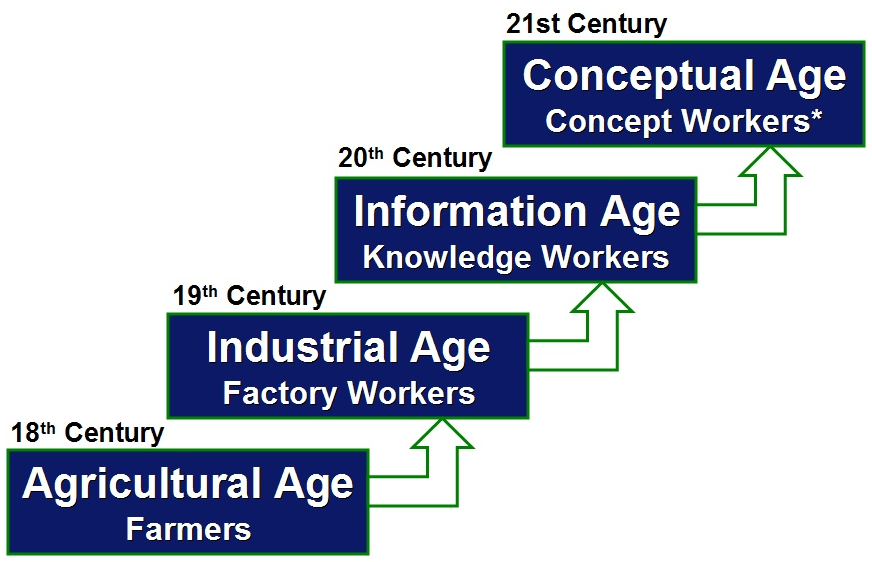 21st Century
Conceptual Age
Concept Workers*
20th Century
Information Age
Knowledge Workers
19th Century
Industrial Age
Factory Workers
18th Century
Agricultural Age
Farmers